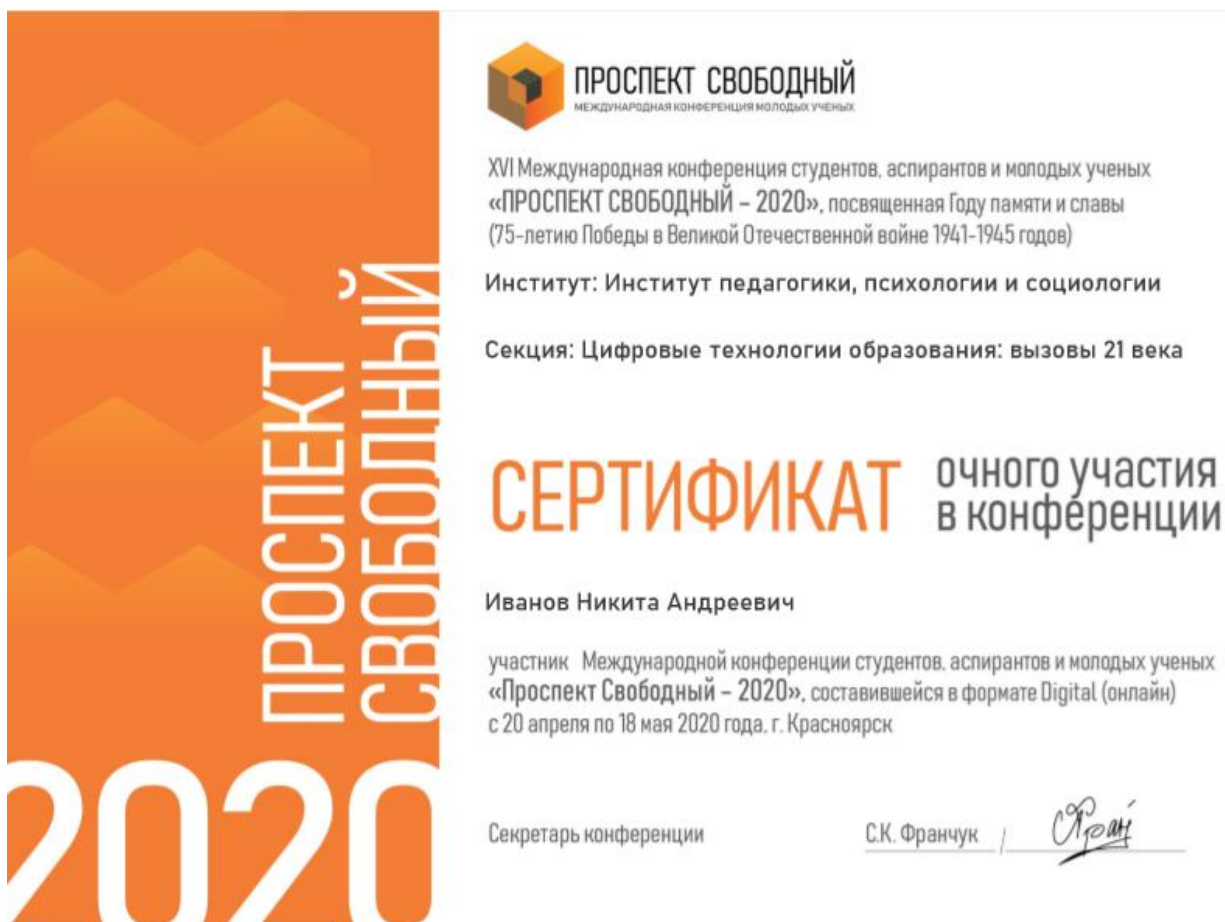 ПРОСПЕКТ СВОБОДНЫЙ
МЕЖДУНАРОДНАЯ КОНФЕРЕНЦИЯ МОЛОДЫХ УЧЕНЫХ
XVI Международная конференция студентов, аспирантов и молодых ученых
«ПРОСПЕКТ СВОБОДНЫЙ – 2020», посвященная Году памяти и славы
(75-летию Победы в Великой Отечественной войне 1941-1945 годов)
Институт: Институт педагогики, психологии и социологии
Секция: Цифровые технологии образования: вызовы 21 века
СЕРТИФИКАТ очного участия
в конференции
Иванов Никита Андреевич
участник Международной конференции студентов, аспирантов и молодых ученых
«Проспект Свободный – 2020», составившейся в формате Digital (онлайн)
с 20 апреля по 18 мая 2020 года, г. Красноярск
Секретарь конференции С.К. Франчук /
ПРОСПЕКТ
СВОБОДНЫЙ
2020